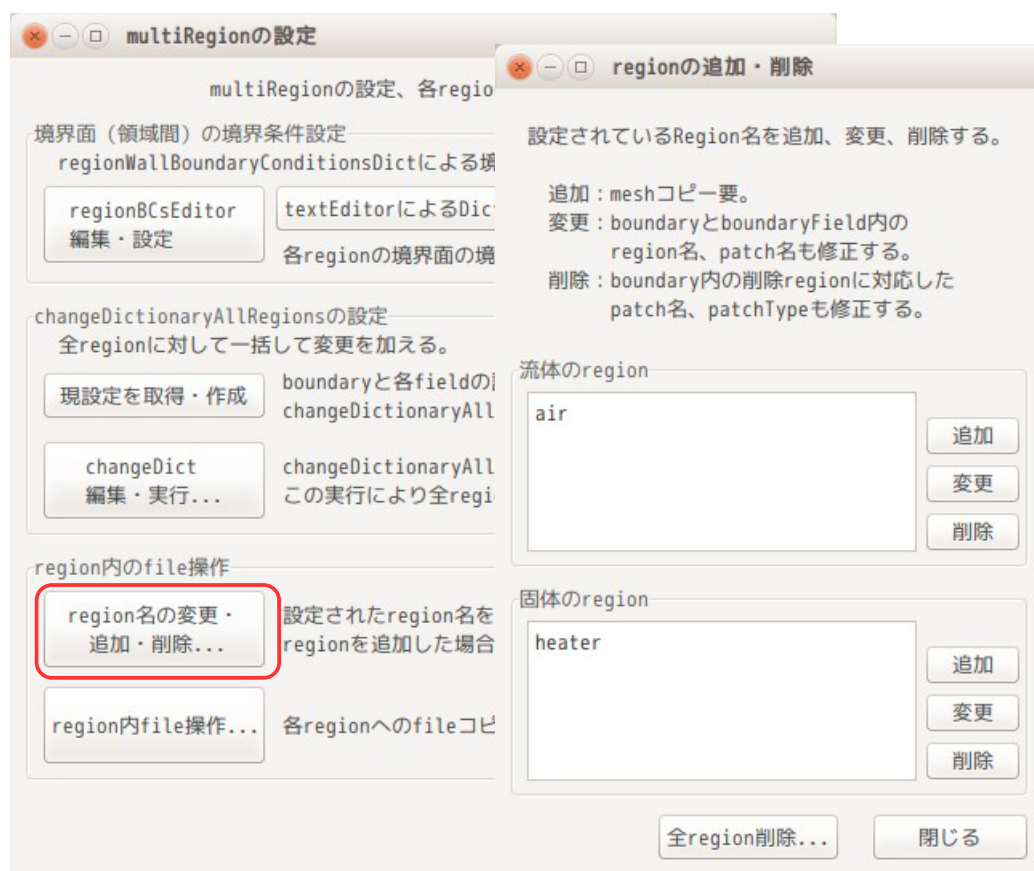 multiRegionの設定
multiRegionの設定、各regio
境界面（領域間）の境界条件設定
regionWallBoundaryConditionsDictによる境
regionBCsEditor
編集・設定
textEditorによるDic
各regionの境界面の境
changeDictionaryAllRegionsの設定
全regionに対して一括して変更を加える。
現設定を取得・作成
boundaryと各fieldの
changeDictionaryAll
changeDict
編集・実行...
changeDictionaryAll
この実行により全regi
region内のfile操作
region名の変更・
追加・削除...
設定されたregion名を
regionを追加した場合
region内file操作...
各regionへのfileコピ
regionの追加・削除
設定されているRegion名を追加、変更、削除する。
追加：meshコピー要。
変更：boundaryとboundaryField内の
region名、patch名も修正する。
削除：boundary内の削除regionに対応した
patch名、patchTypeも修正する。
流体のregion
air
追加
変更
削除
固体のregion
heater
追加
変更
削除
全region削除...
閉じる